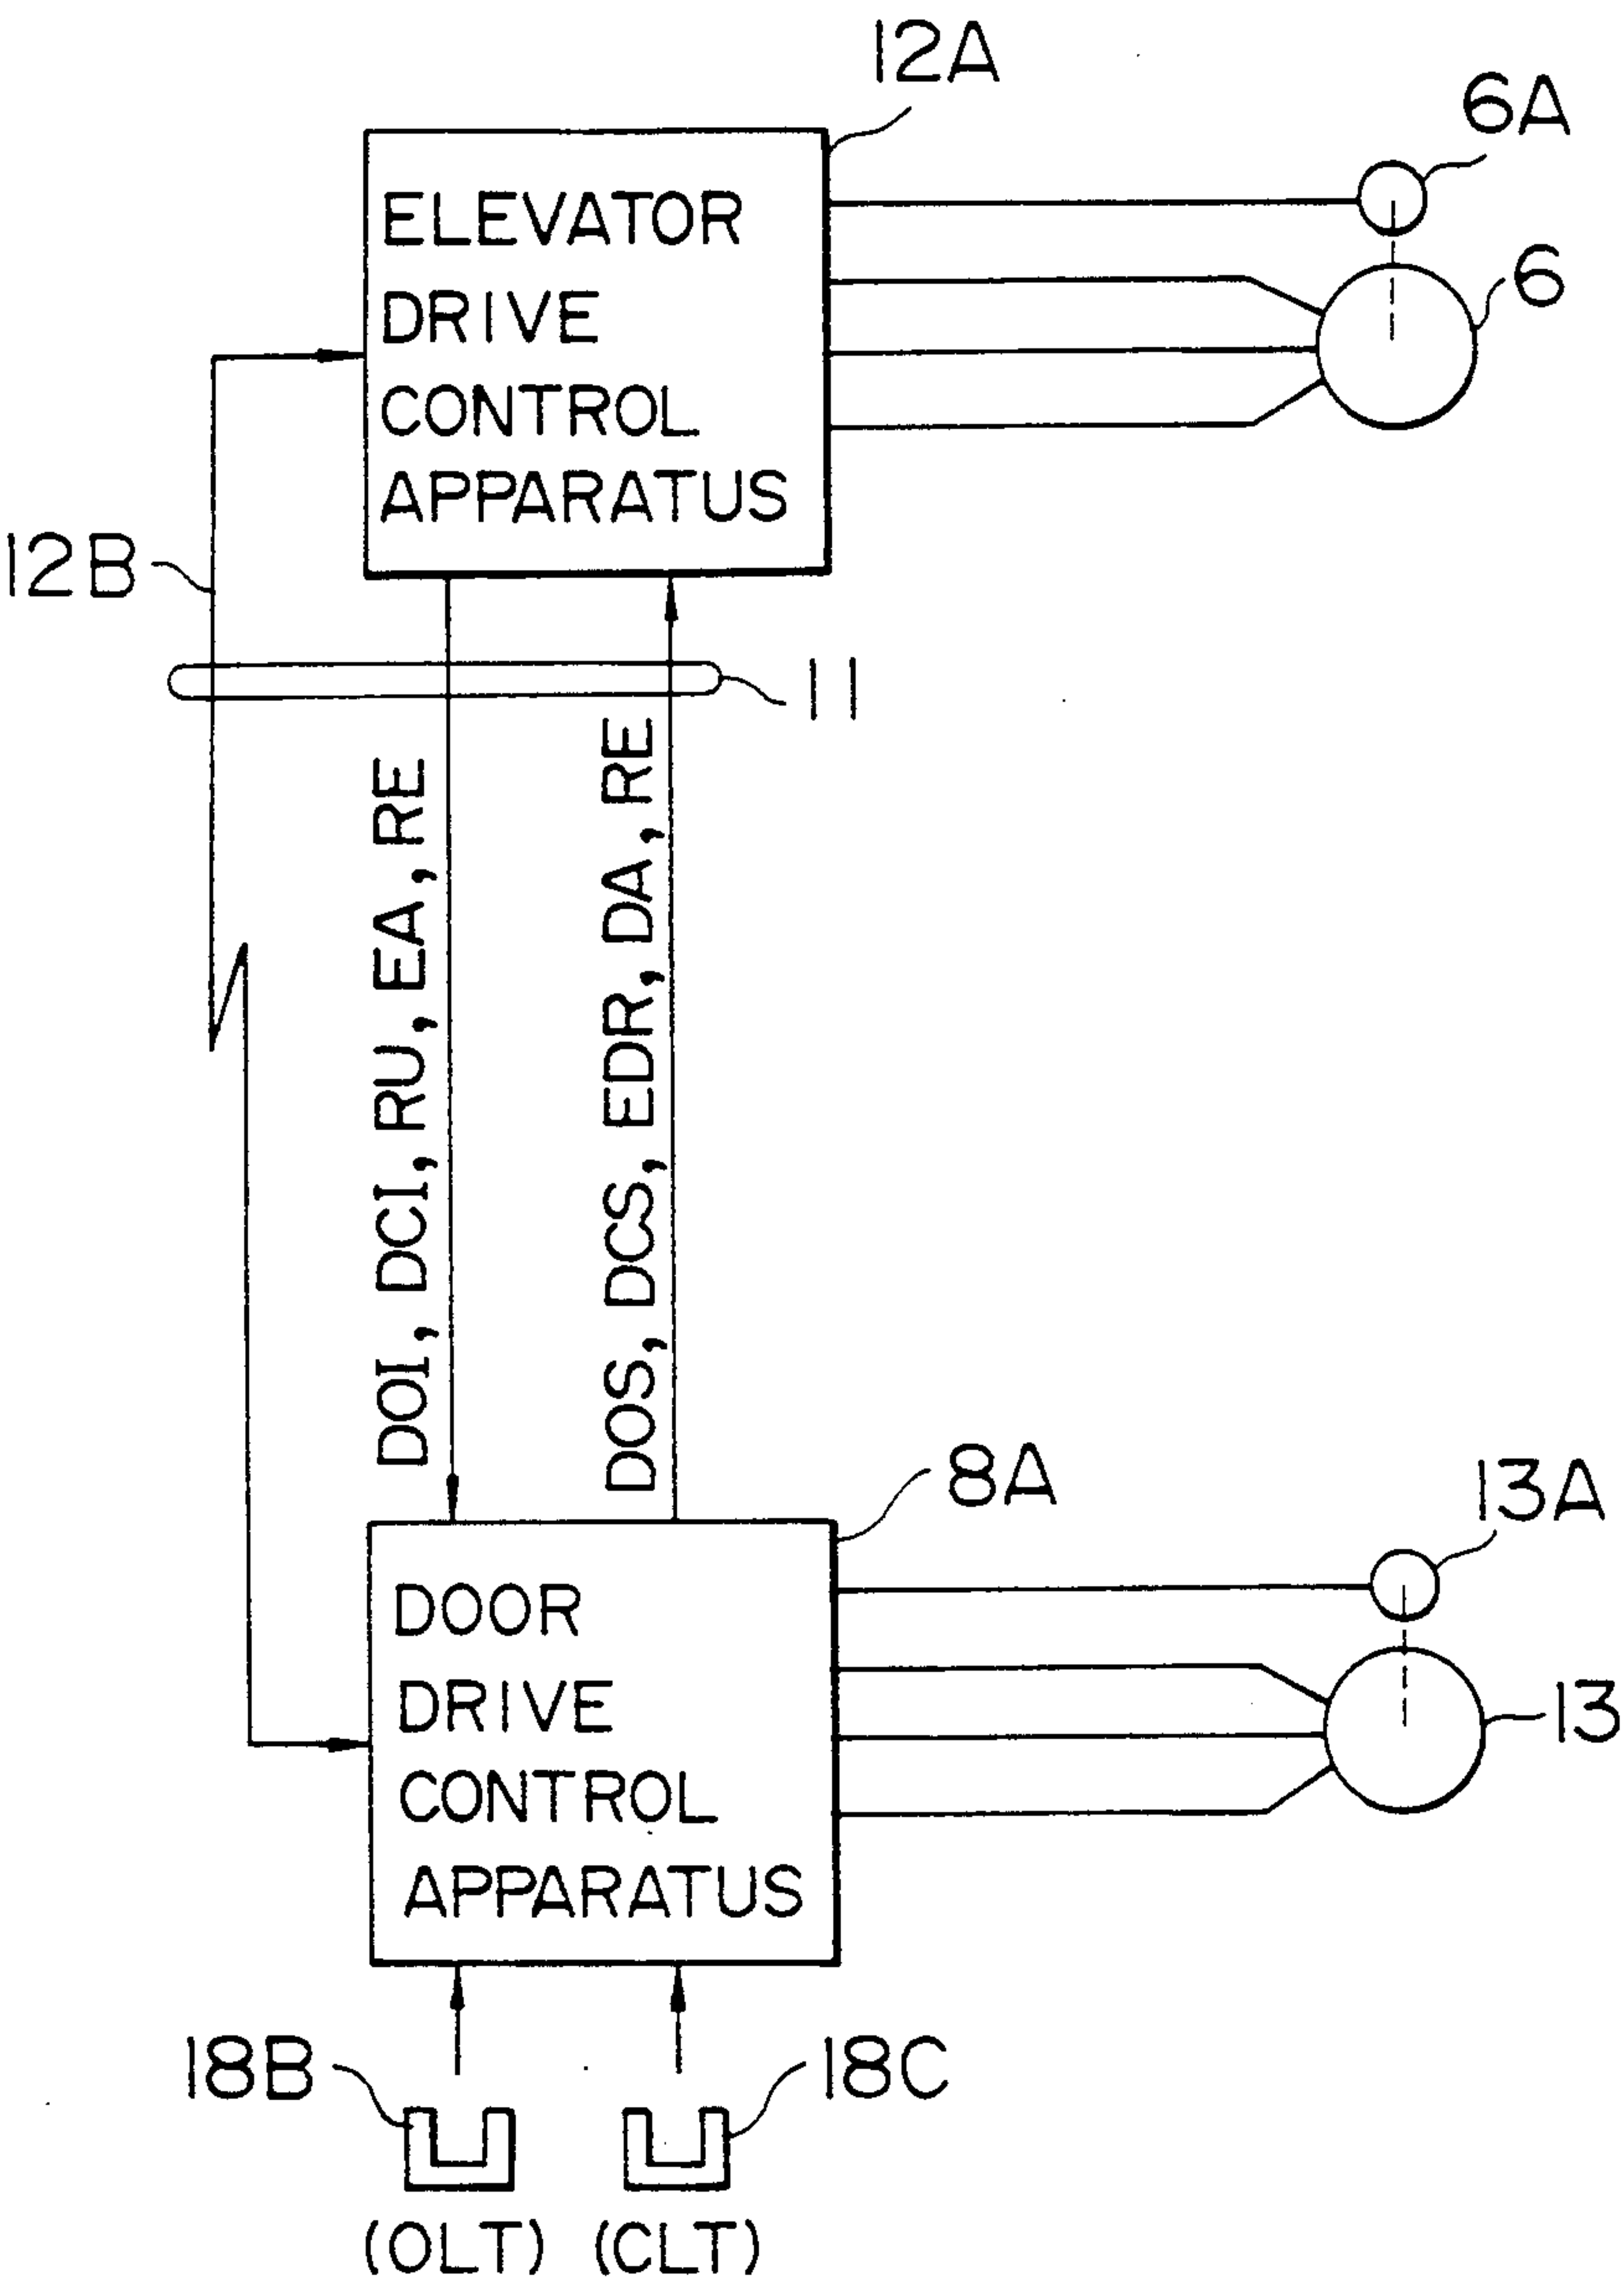 12A
6A
ELEVATOR
DRIVE
CONTROL
APPARATUS
6
12B
11
DOI, DCI, RU, EA, RE
DOS, DCS, EDR, DA, RE
8A
13A
DOOR
DRIVE
CONTROL
APPARATUS
13
18B
18C
(OLT)
(CLT)